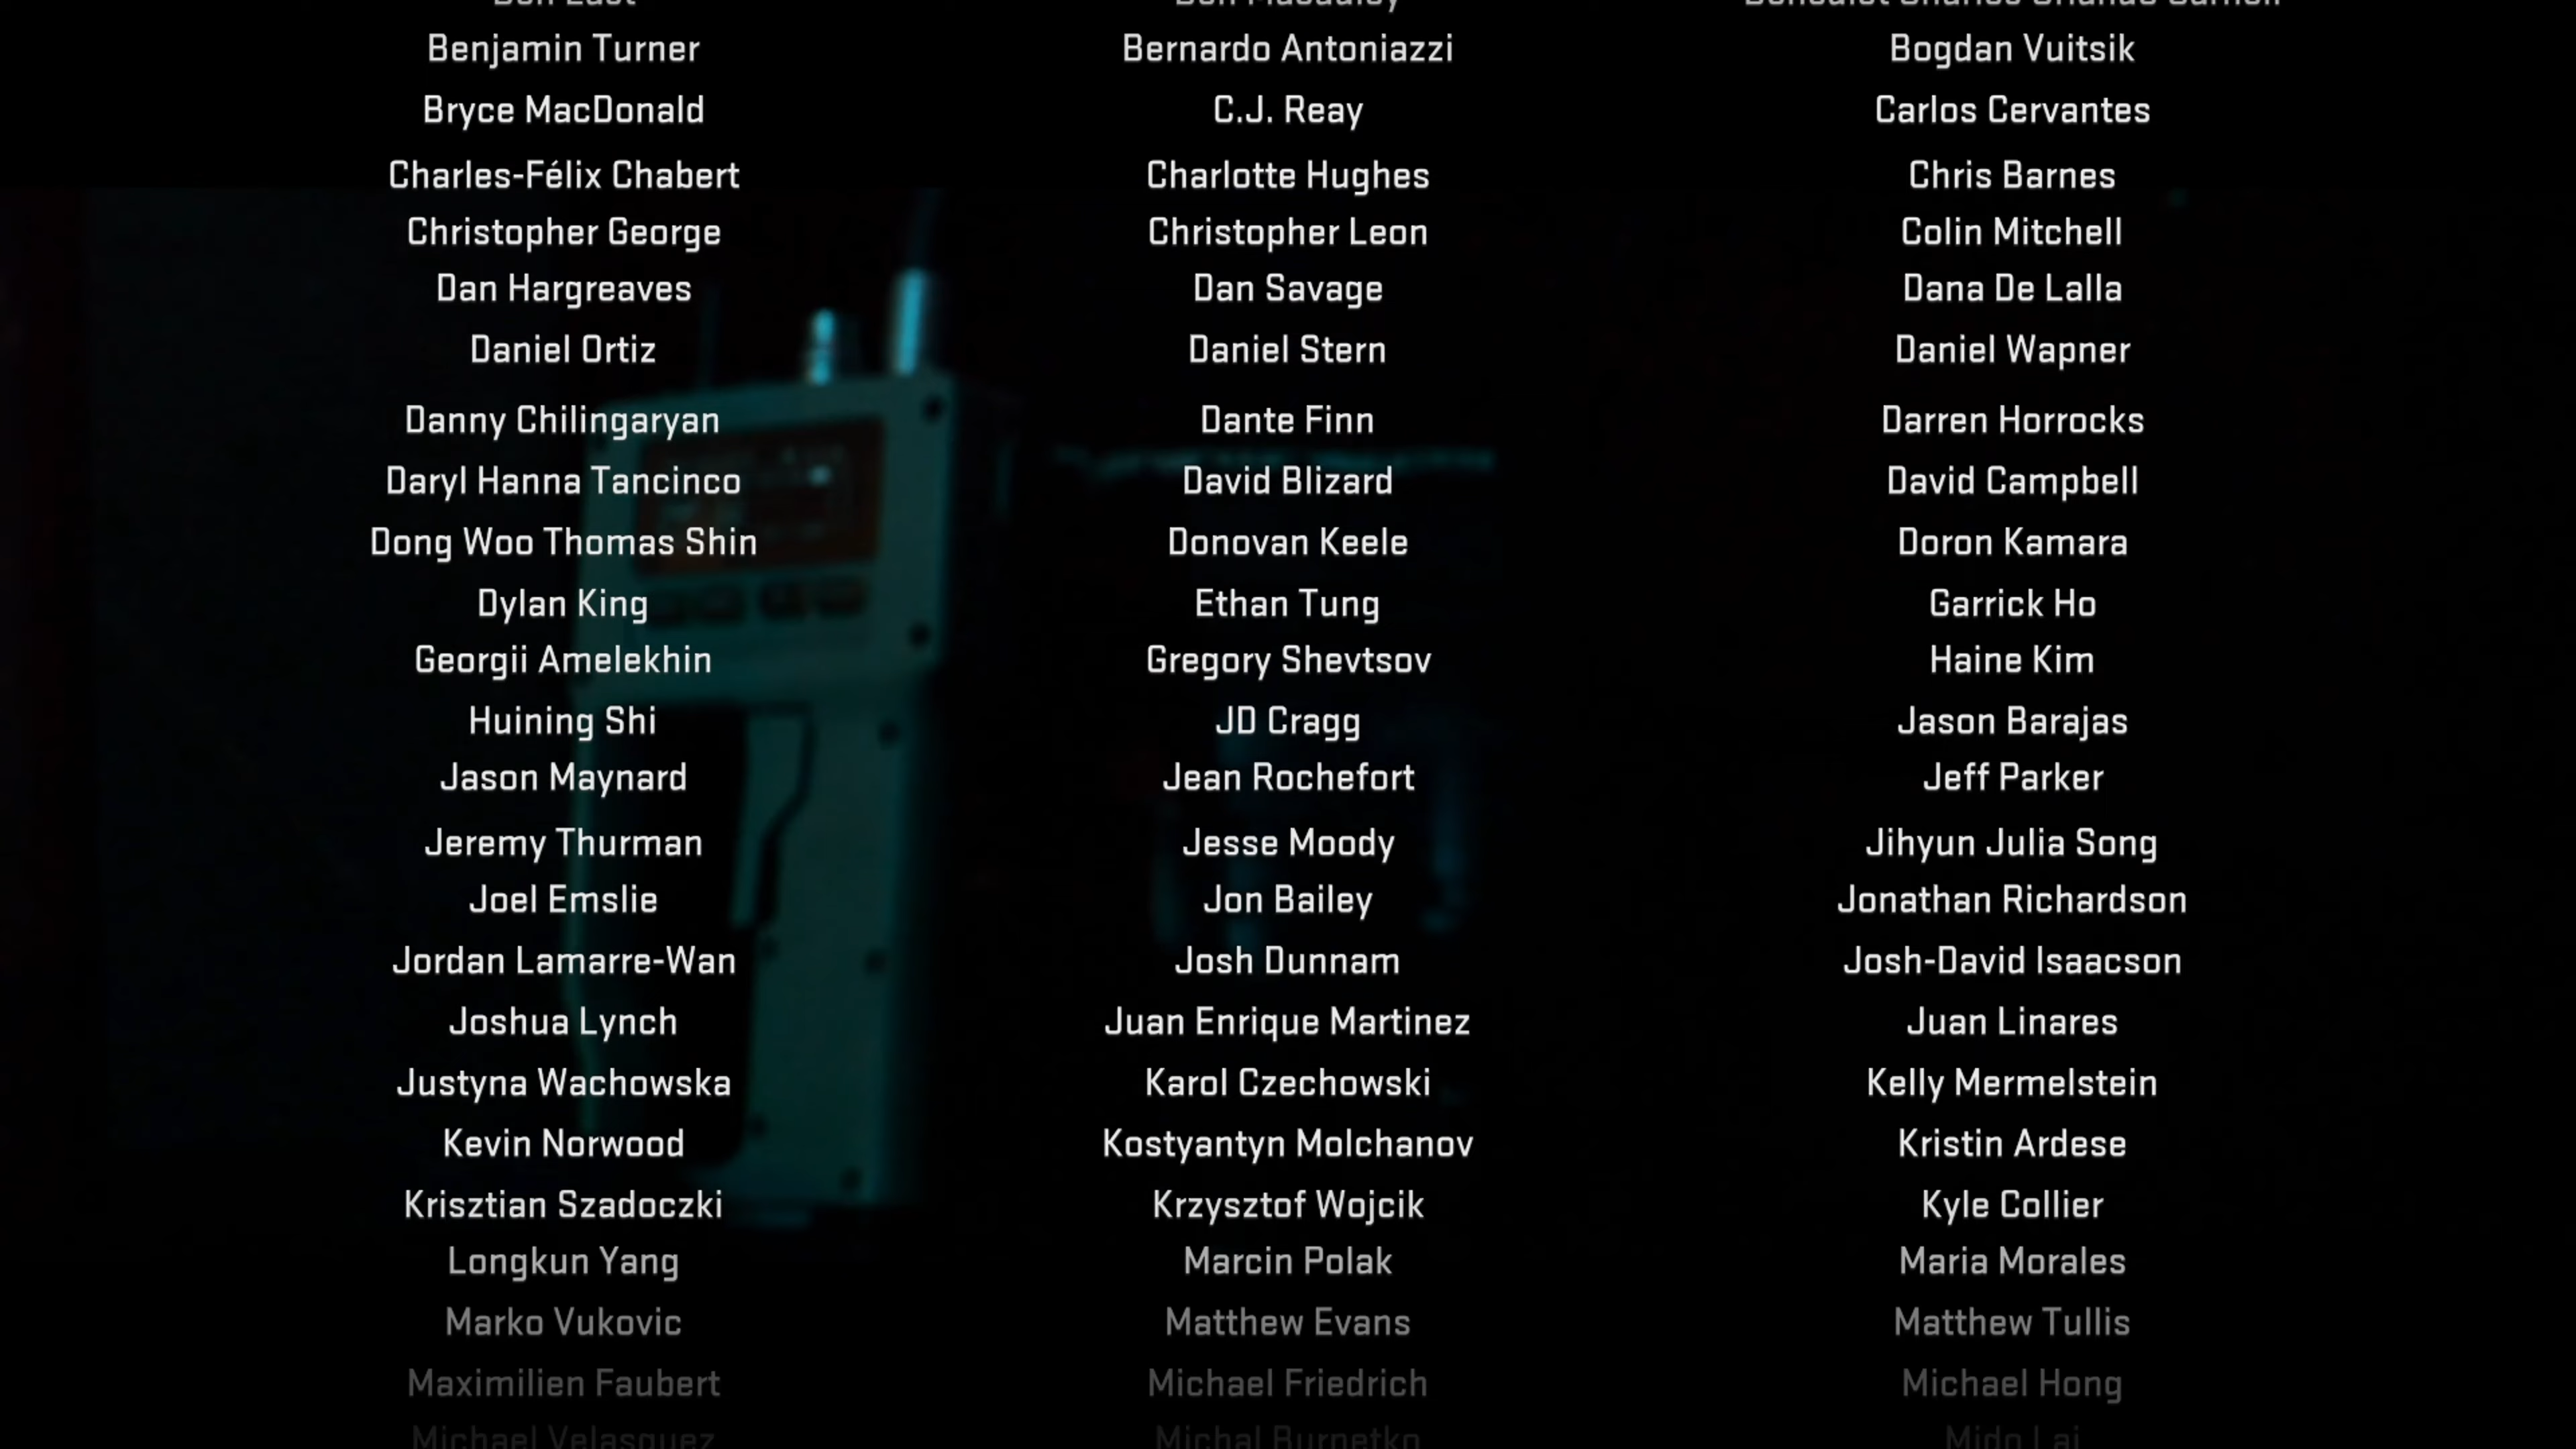 Benjamin Turner Bernardo Antoniazzi Bogdan Vuitsik
Bryce MacDonald C.J. Reay Carlos Cervantes
Charles-Félix Chabert Charlotte Hughes Chris Barnes
Christopher George Christopher Leon Colin Mitchell
Dan Hargreaves Dan Savage Dana De Lalla
Daniel Ortiz Daniel Stern Daniel Wapner
Danny Chilingaryan Dante Finn Darren Horrocks
Daryl Hanna Tancinco David Blizard David Campbell
Dong Woo Thomas Shin Donovan Keele Doron Kamara
Dylan King Ethan Tung Garrick Ho
Georgii Amelekhin Gregory Shevtsov Haine Kim
Huining Shi JD Cragg Jason Barajas
Jason Maynard Jean Rochefort Jeff Parker
Jeremy Thurman Jesse Moody Jihyun Julia Song
Joel Emslie Jon Bailey Jonathan Richardson
Jordan Lamarre-Wan Josh Dunnam Josh-David Isaacson
Joshua Lynch Juan Enrique Martinez Juan Linares
Justyna Wachowska Karol Czechowski Kelly Mermelstein
Kevin Norwood Kostyantyn Molchanov Kristin Ardese
Krisztian Szadoczki Krzysztof Wojcik Kyle Collier
Longkun Yang Marcin Polak Maria Morales
Marko Vukovic Matthew Evans Matthew Tullis
Maximilien Faubert Michael Friedrich Michael Hong
Michael Velasquez Michal Mido Lai